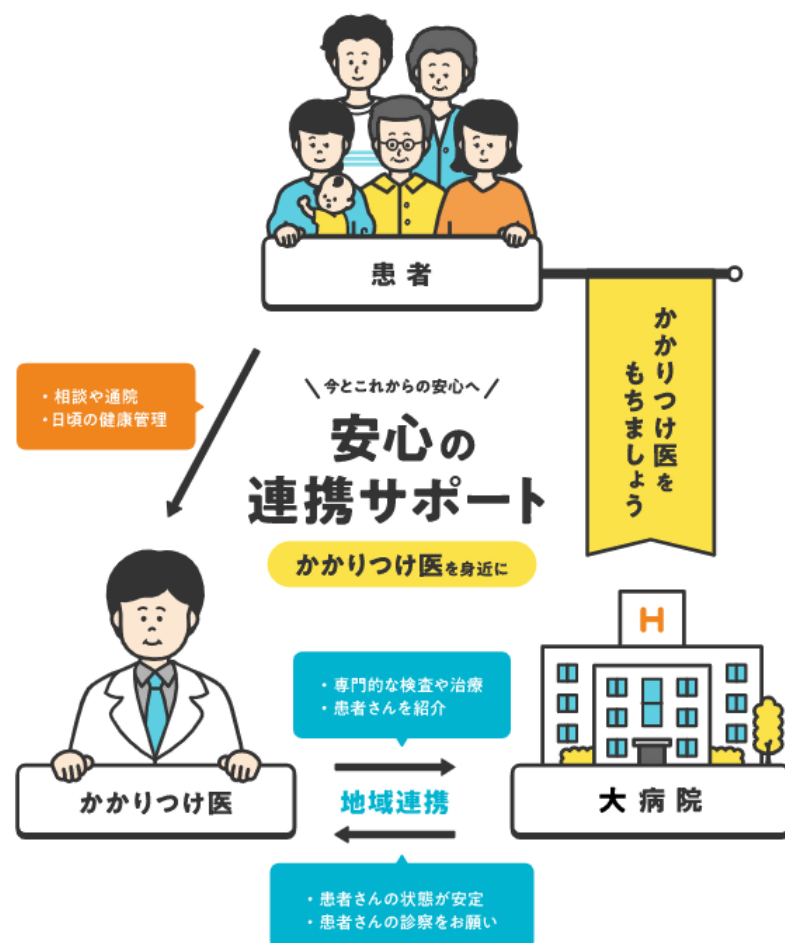 患者
かかりつけ医を
もちましょう
・相談や通院
・日頃の健康管理
今とこれからの安心へ
安心の
連携サポート
かかりつけ医を身近に
H
・専門的な検査や治療
・患者さんを紹介
かかりつけ医
地域連携
大病院
・患者さんの状態が安定
・患者さんの診察をお願い